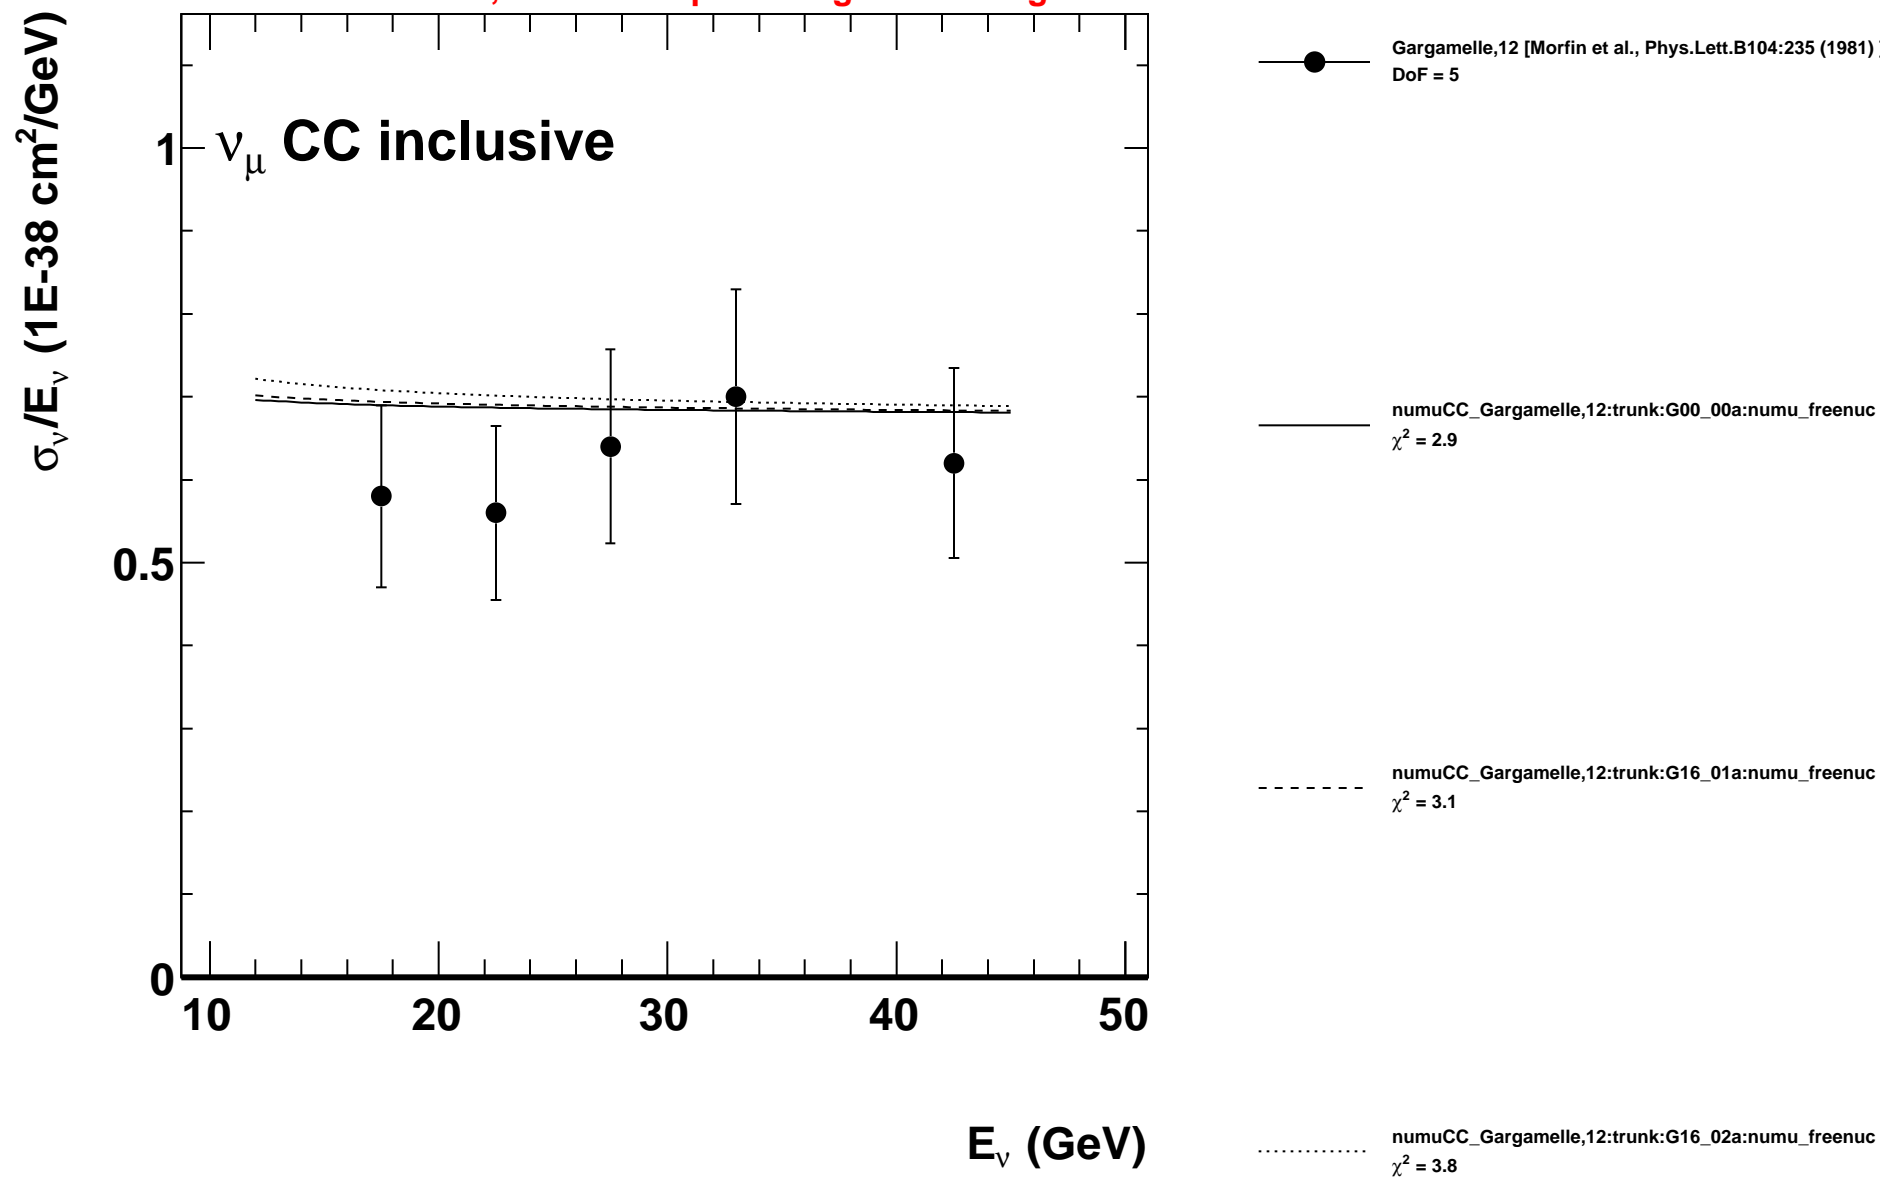 Gargamelle,12 [Morfin et al., Phys.Lett.B104:235 (1981)
DoF = 5
σν/Eν (1E-38 cm²/GeV)
νμ CC inclusive
1
0.5
0
10 20 30 40 50
Eν (GeV)
numuCC_Gargamelle,12:trunk:G00_00a:numu_freenuc
χ² = 2.9
numuCC_Gargamelle,12:trunk:G16_01a:numu_freenuc
χ² = 3.1
numuCC_Gargamelle,12:trunk:G16_02a:numu_freenuc
χ² = 3.8